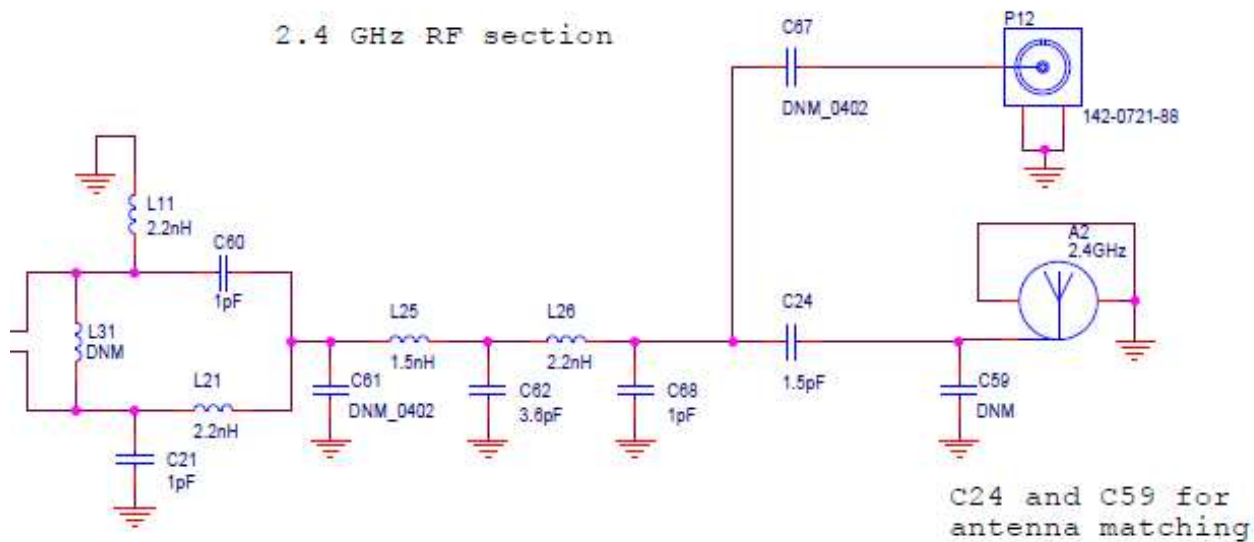 2.4 GHz RF section
C67
DNM_0402
P12
142-0721-88
L11
2.2nH
C60
1pF
A2
2.4GHz
L31
DNM
L25
1.5nH
L26
2.2nH
C24
1.5pF
L21
2.2nH
C61
DNM_0402
C62
3.6pF
C68
1pF
C59
DNM
C21
1pF
C24 and C59 for
antenna matching